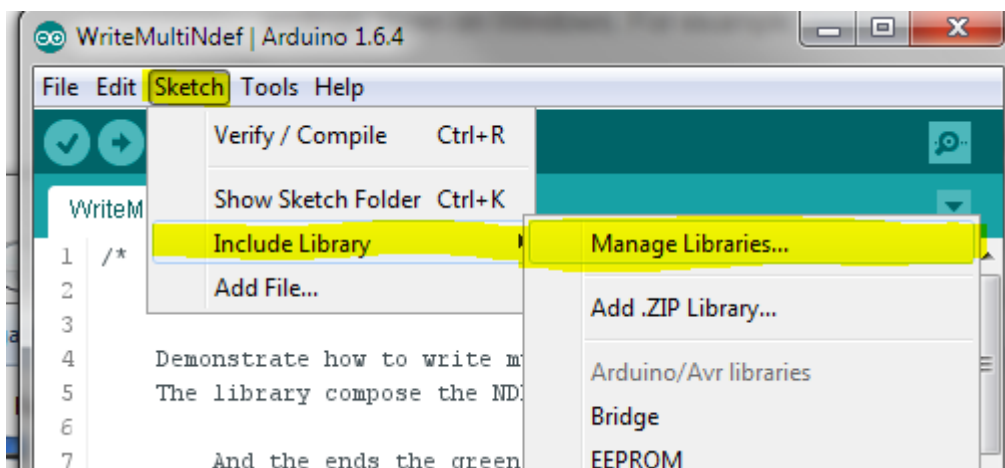 WriteMultiNdef | Arduino 1.6.4
File Edit Sketch Tools Help
Verify / Compile Ctrl+R
Show Sketch Folder Ctrl+K
Include Library
Add File...
Manage Libraries...
Add .ZIP Library...
Arduino/Avr libraries
Bridge
EEPROM
WriteM
1 /*
2
3
4 Demonstrate how to write m
5 The library compose the ND
6
7 And the ends the green